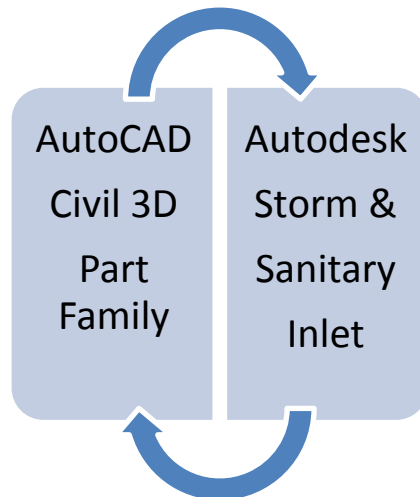 AutoCAD
Civil 3D
Part
Family
Autodesk
Storm &
Sanitary
Inlet